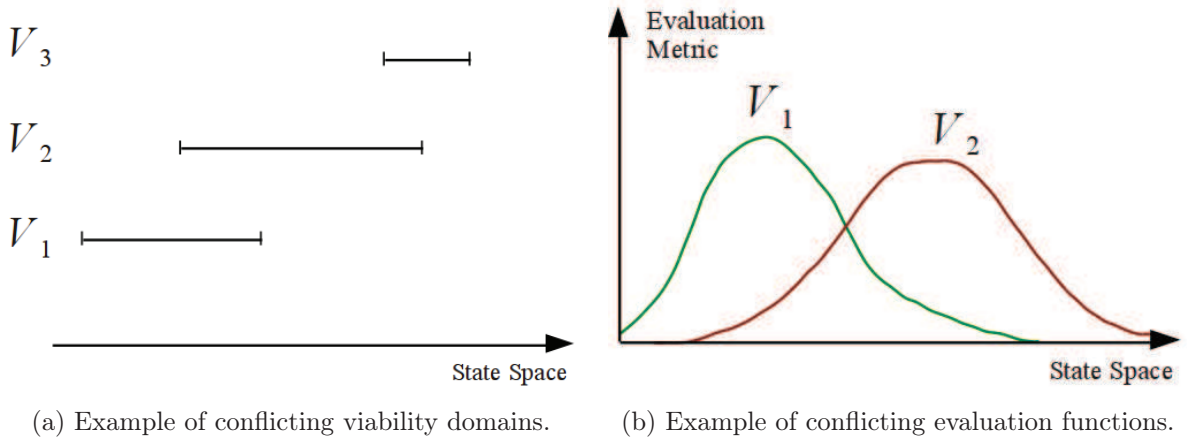 V3
V2
V1
State Space
(a) Example of conflicting viability domains.
Evaluation
Metric
V1
V2
State Space
(b) Example of conflicting evaluation functions.